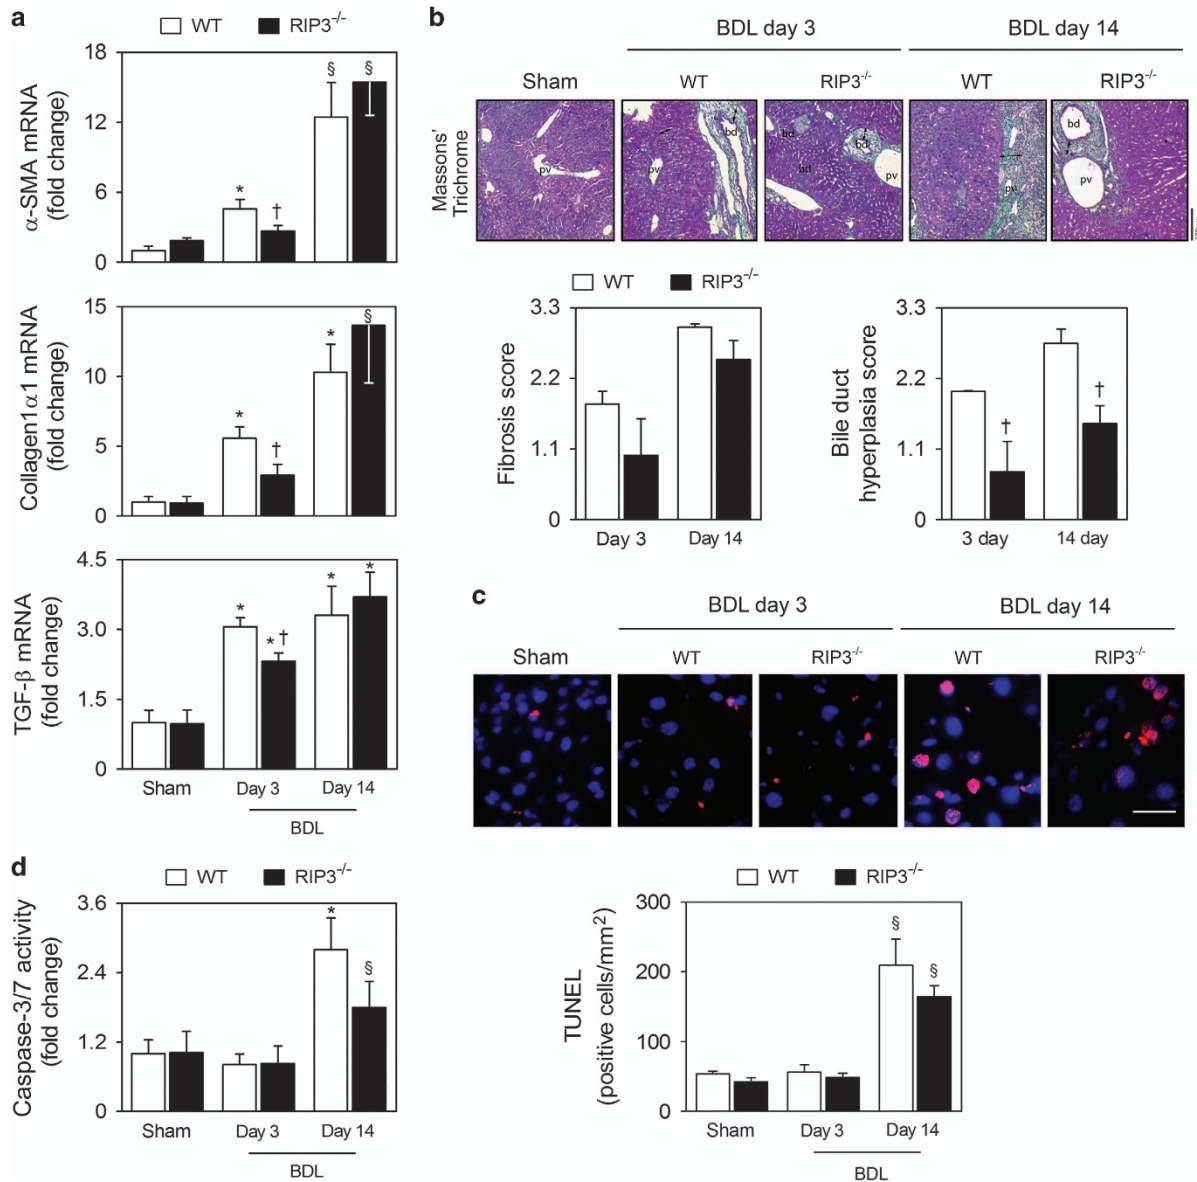 a
WT RIP3-/-
18
12
6
0
α-SMA mRNA
(fold change)
* † § §
15
10
5
0
Collagen1α1 mRNA
(fold change)
* † * §
4.5
3.0
1.5
0
TGF-β mRNA
(fold change)
* * † * *
Sham Day 3 Day 14
BDL
b
BDL day 3 BDL day 14
Sham WT RIP3-/- WT RIP3-/-
Massons'
Trichrome
pv pv bd bd bd bd pv pv bd pv
WT RIP3-/-
3.3
2.2
1.1
0
Fibrosis score
Day 3 Day 14
3.3
2.2
1.1
0
Bile duct
hyperplasia score
† †
3 day 14 day
c
BDL day 3 BDL day 14
Sham WT RIP3-/- WT RIP3-/-
WT RIP3-/-
300
200
100
0
TUNEL
(positive cells/mm2)
§ §
Sham Day 3 Day 14
BDL
d
WT RIP3-/-
3.6
2.4
1.2
0
Caspase-3/7 activity
(fold change)
* §
Sham Day 3 Day 14
BDL